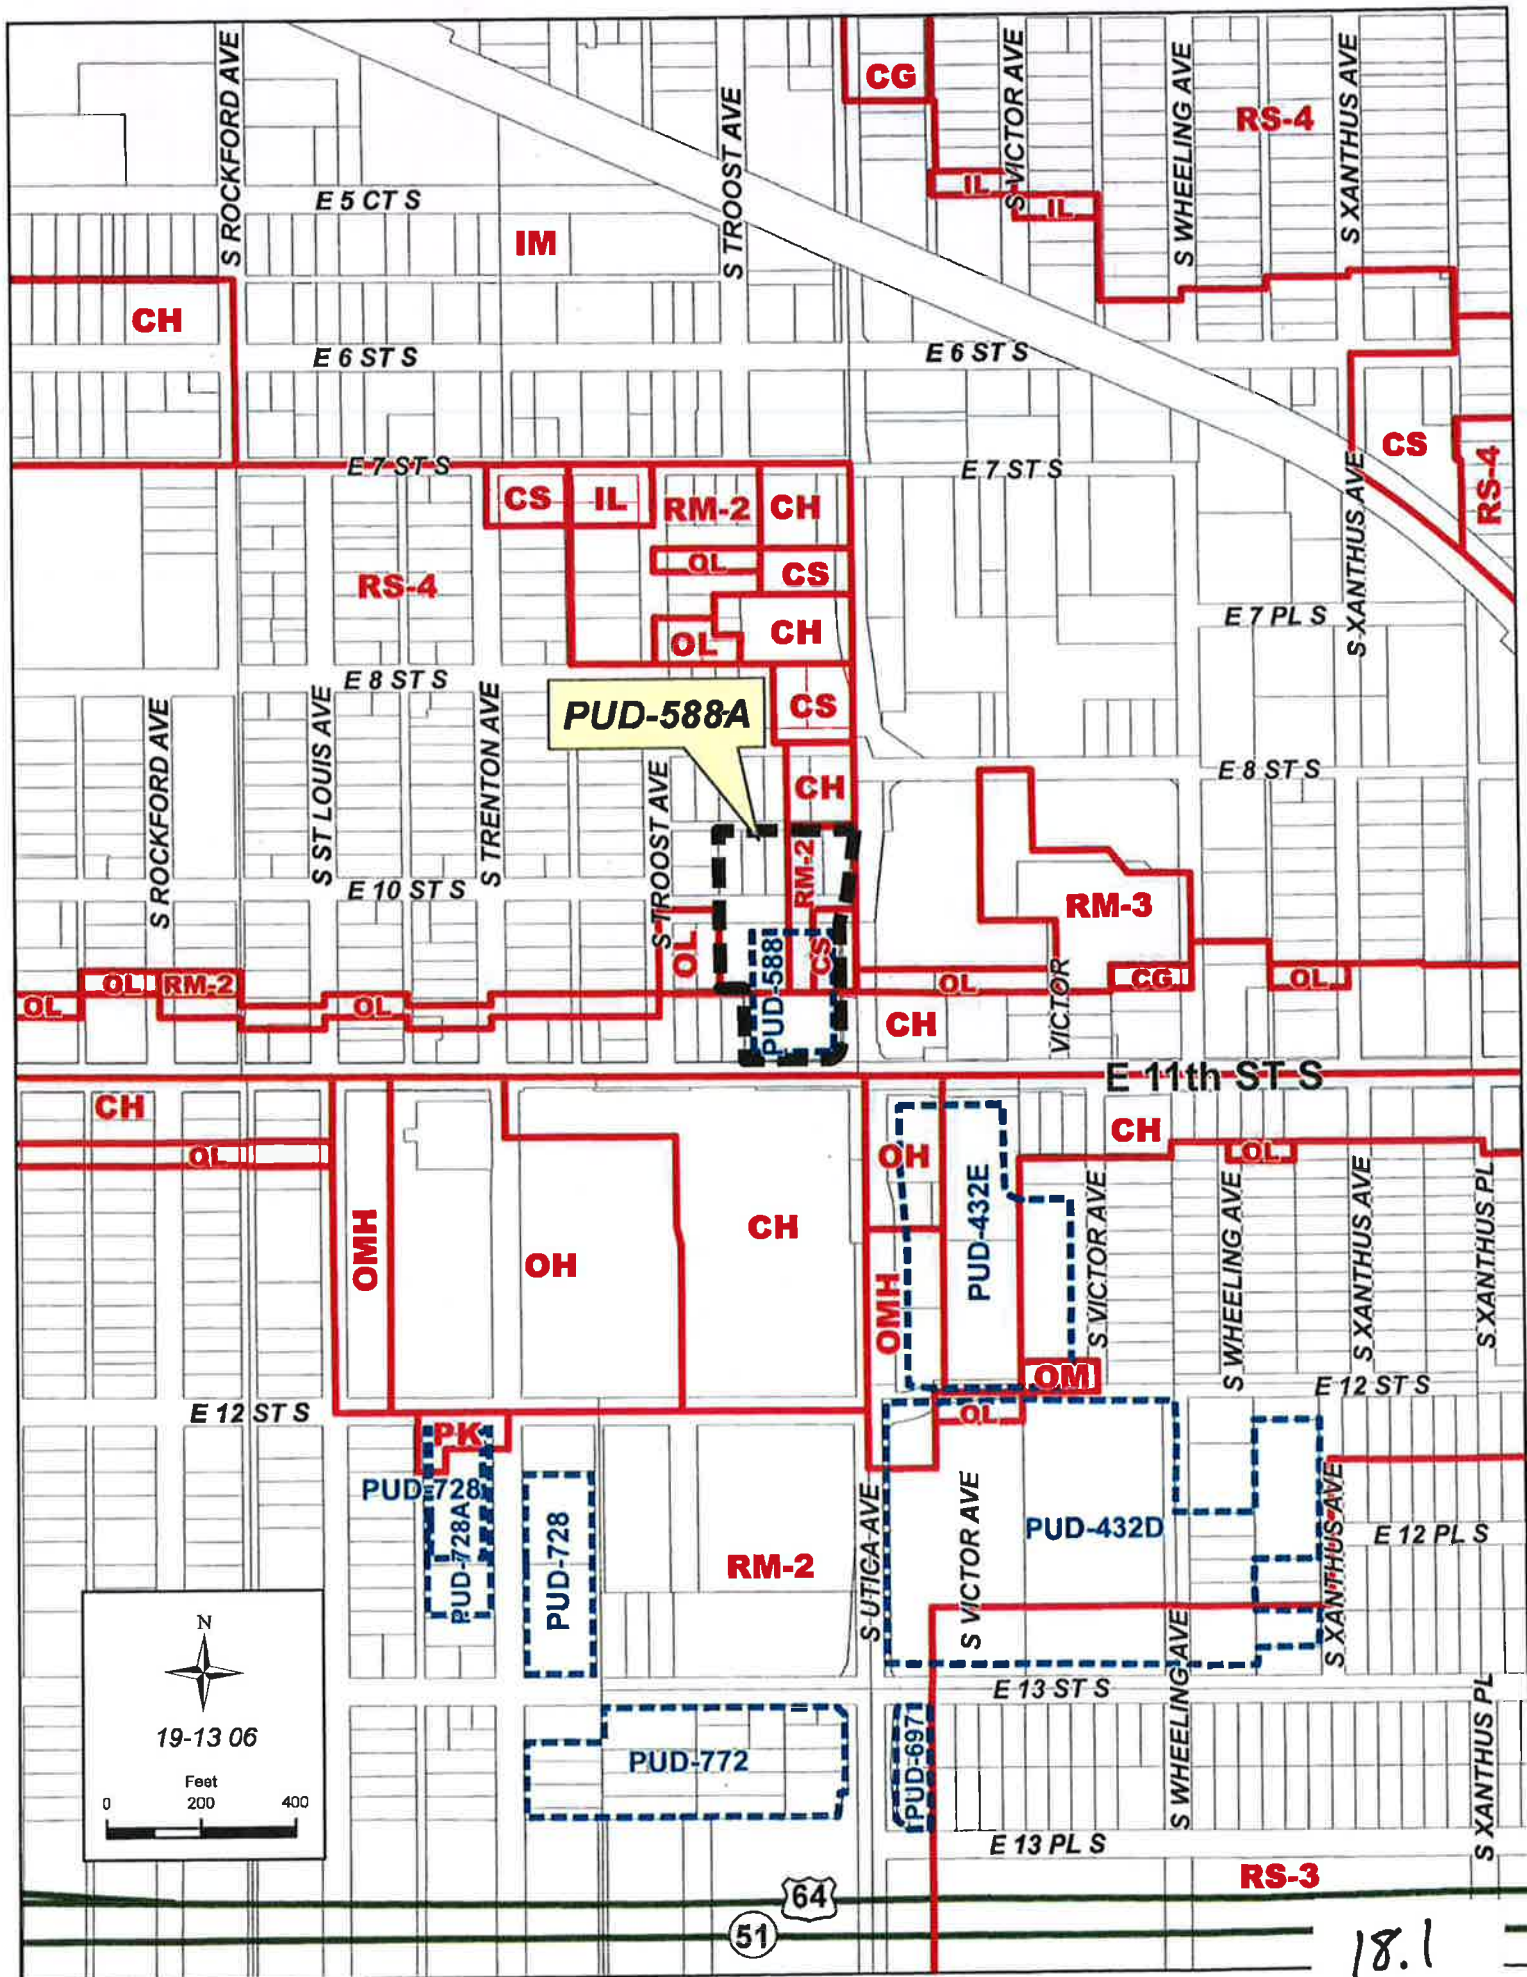 CG
S ROCKFORD AVE
S TROOST AVE
S VICTOR AVE
S WHEELING AVE
S XANTHUS AVE
RS-4
IL
IL
E 5 CT S
IM
CH
E 6 ST S
E 6 ST S
CS
RS-4
E 7 ST S
E 7 ST S
CS
IL
RM-2
CH
OL
CS
S XANTHUS AVE
RS-4
OL
CH
E 7 PL S
E 8 ST S
PUD-588A
CS
S ROCKFORD AVE
S ST LOUIS AVE
S TRENTON AVE
S TROOST AVE
CH
E 8 ST S
RM-2
E 10 ST S
RM-3
OL
PUD-588
CS
OL
OL
RM-2
OL
OL
VICTOR
CG
OL
CH
E 11th ST S
CH
CH
OL
OH
OL
PUD-432E
OMH
OH
CH
OMH
S VICTOR AVE
S WHEELING AVE
S XANTHUS AVE
S XANTHUS PL
OM
E 12 ST S
E 12 ST S
OL
PK
PUD-728
PUD-728A
PUD-728
RM-2
S UTICA AVE
S VICTOR AVE
PUD-432D
S XANTHUS AVE
E 12 PL S
PUD-728A
N
19-13 06
Feet
0 200 400
E 13 ST S
S WHEELING AVE
S XANTHUS PL
PUD-772
PUD-697
E 13 PL S
RS-3
64
51
18.1